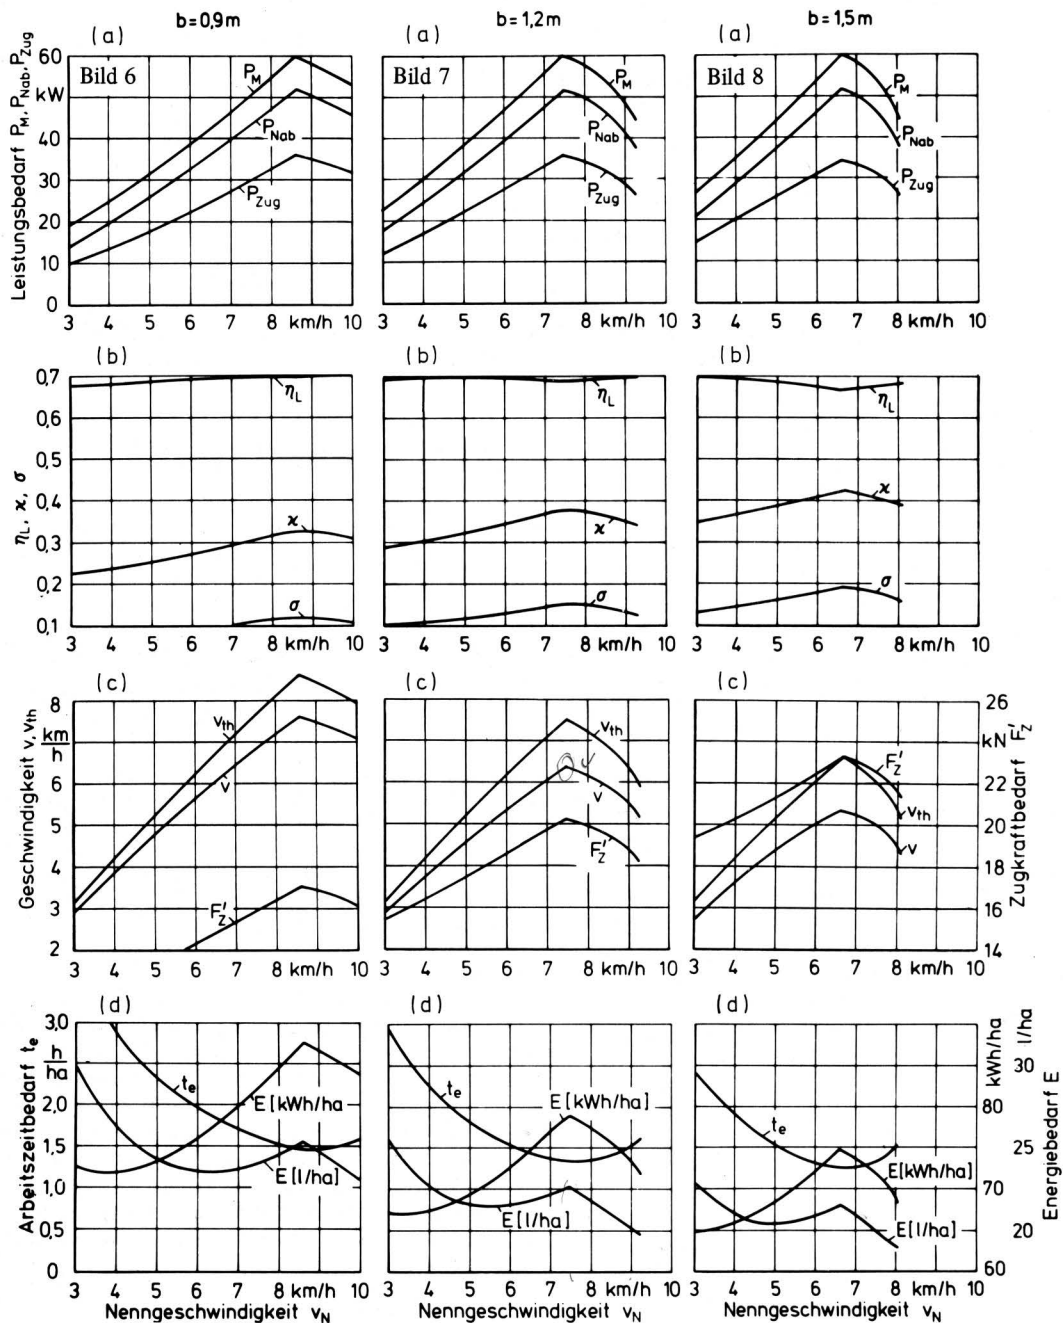 b=0,9m
b=1,2m
b=1,5m
(a)
(a)
(a)
Leistungsbedarf P_M, P_Nab, P_Zug
60
kW
40
30
20
10
0
Bild 6
P_M
P_Nab
P_Zug
3 4 5 6 7 8 km/h 10
Bild 7
P_M
P_Nab
P_Zug
3 4 5 6 7 8 km/h 10
Bild 8
P_M
P_Nab
P_Zug
3 4 5 6 7 8 km/h 10
(b)
(b)
(b)
η_L, ϰ, σ
0,7
0,6
0,5
0,4
0,3
0,2
0,1
η_L
ϰ
σ
3 4 5 6 7 8 km/h 10
η_L
ϰ
σ
3 4 5 6 7 8 km/h 10
η_L
ϰ
σ
3 4 5 6 7 8 km/h 10
(c)
(c)
(c)
Geschwindigkeit v, v_th
8
km/h
6
5
4
3
2
v_th
v
F_Z'
3 4 5 6 7 8 km/h 10
v_th
v
F_Z'
3 4 5 6 7 8 km/h 10
F_Z'
v_th
v
3 4 5 6 7 8 km/h 10
26
kN
22
20
18
16
14
Zugkraftbedarf F_Z'
(d)
(d)
(d)
Arbeitszeitbedarf t_e
3,0
h/ha
2,0
1,5
1,0
0,5
0
t_e
E[kWh/ha
E[l/ha]
3 4 5 6 7 8 km/h 10
Nenngeschwindigkeit v_N
t_e
E[kWh/ha]
E[l/ha]
3 4 5 6 7 8 km/h 10
Nenngeschwindigkeit v_N
t_e
E[kWh/ha]
E[l/ha]
3 4 5 6 7 8 km/h 10
Nenngeschwindigkeit v_N
kWh/ha
l/ha
30
80
25
70
20
60
Energiebedarf E